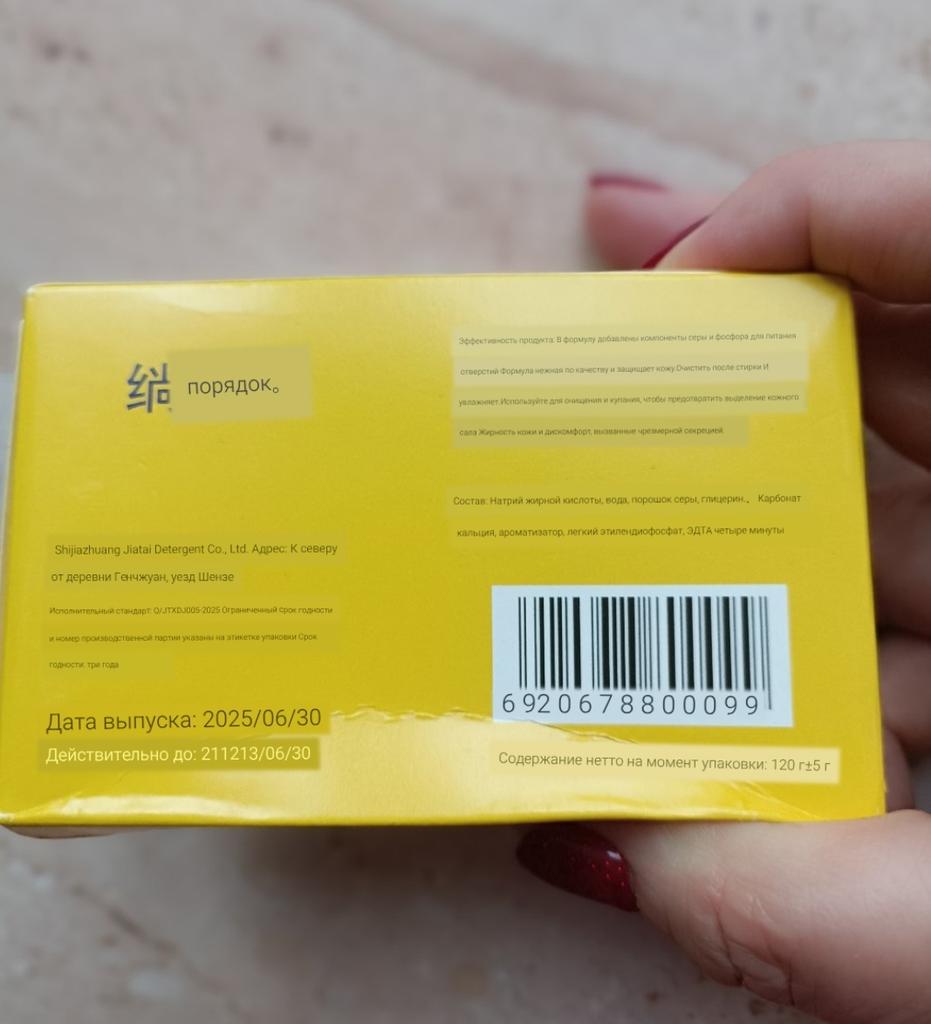 порядок。
Эффективность продукта: В формулу добавлены компоненты серы и фосфора для питания
отверстий Формула нежная по качеству и защищает кожу.Очистить после стирки И
увлажняет.Используйте для очищения и купания, чтобы предотвратить выделение кожного
сала Жирность кожи и дискомфорт, вызванные чрезмерной секрецией.
Состав: Натрий жирной кислоты, вода, порошок серы, глицерин.。 Карбонат
кальция, ароматизатор, легкий этилендиофосфат, ЭДТА четыре минуты
Shijiazhuang Jiatai Detergent Co., Ltd. Адрес: К северу
от деревни Генчжуан, уезд Шензе
Исполнительный стандарт: Q/JTXDJ005-2025 Ограниченный срок годности
и номер производственной партии указаны на этикетке упаковки Срок
годности: три года
Дата выпуска: 2025/06/30
Действительно до: 211213/06/30
6920678800099
Содержание нетто на момент упаковки: 120 г±5 г